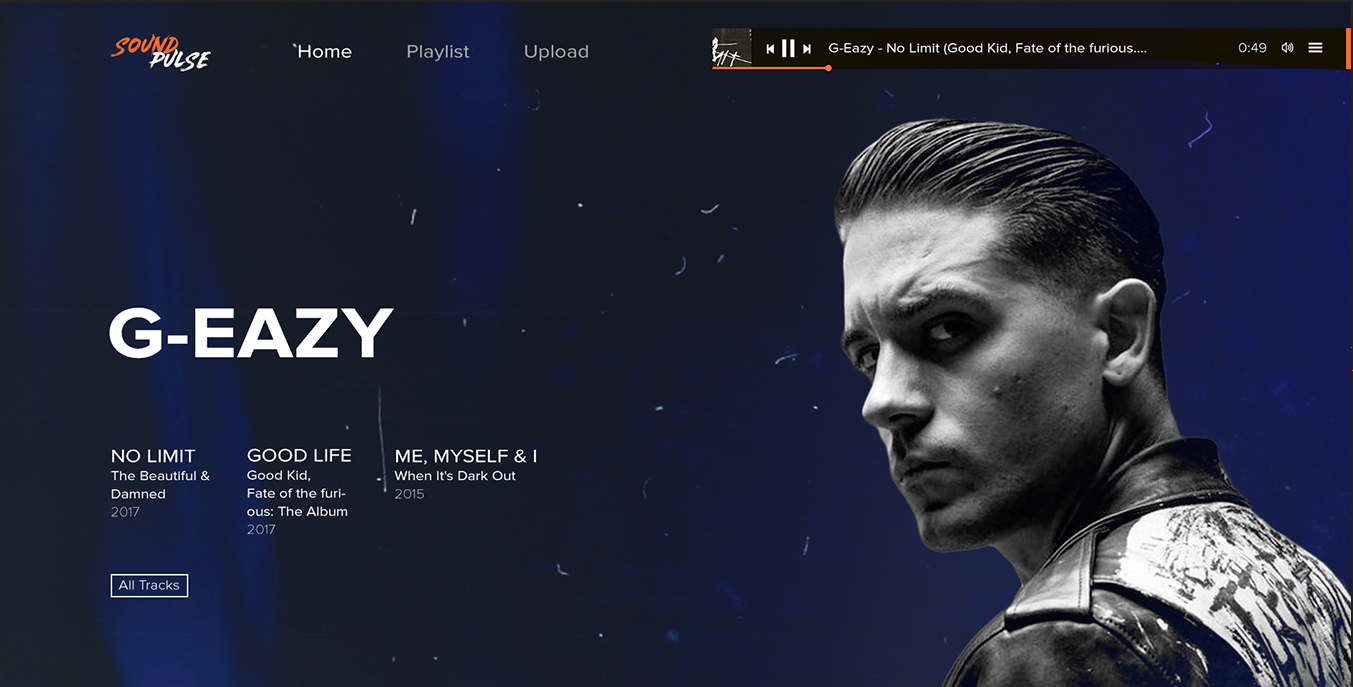 SOUND
PULSE
Home
Playlist
Upload
G-Eazy - No Limit (Good Kid, Fate of the furious....
0:49
G-EAZY
NO LIMIT
The Beautiful &
Damned
2017
GOOD LIFE
Good Kid,
Fate of the furi-
ous: The Album
2017
ME, MYSELF & I
When It's Dark Out
2015
All Tracks